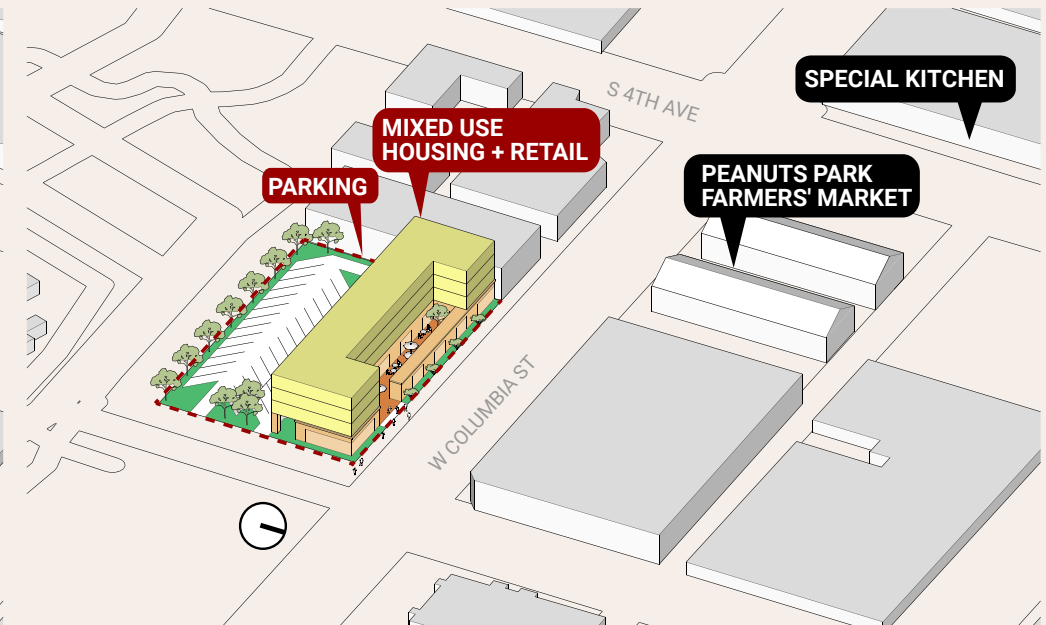 S 4TH AVE
SPECIAL KITCHEN
MIXED USE
HOUSING + RETAIL
PARKING
PEANUTS PARK
FARMERS' MARKET
W COLUMBIA ST